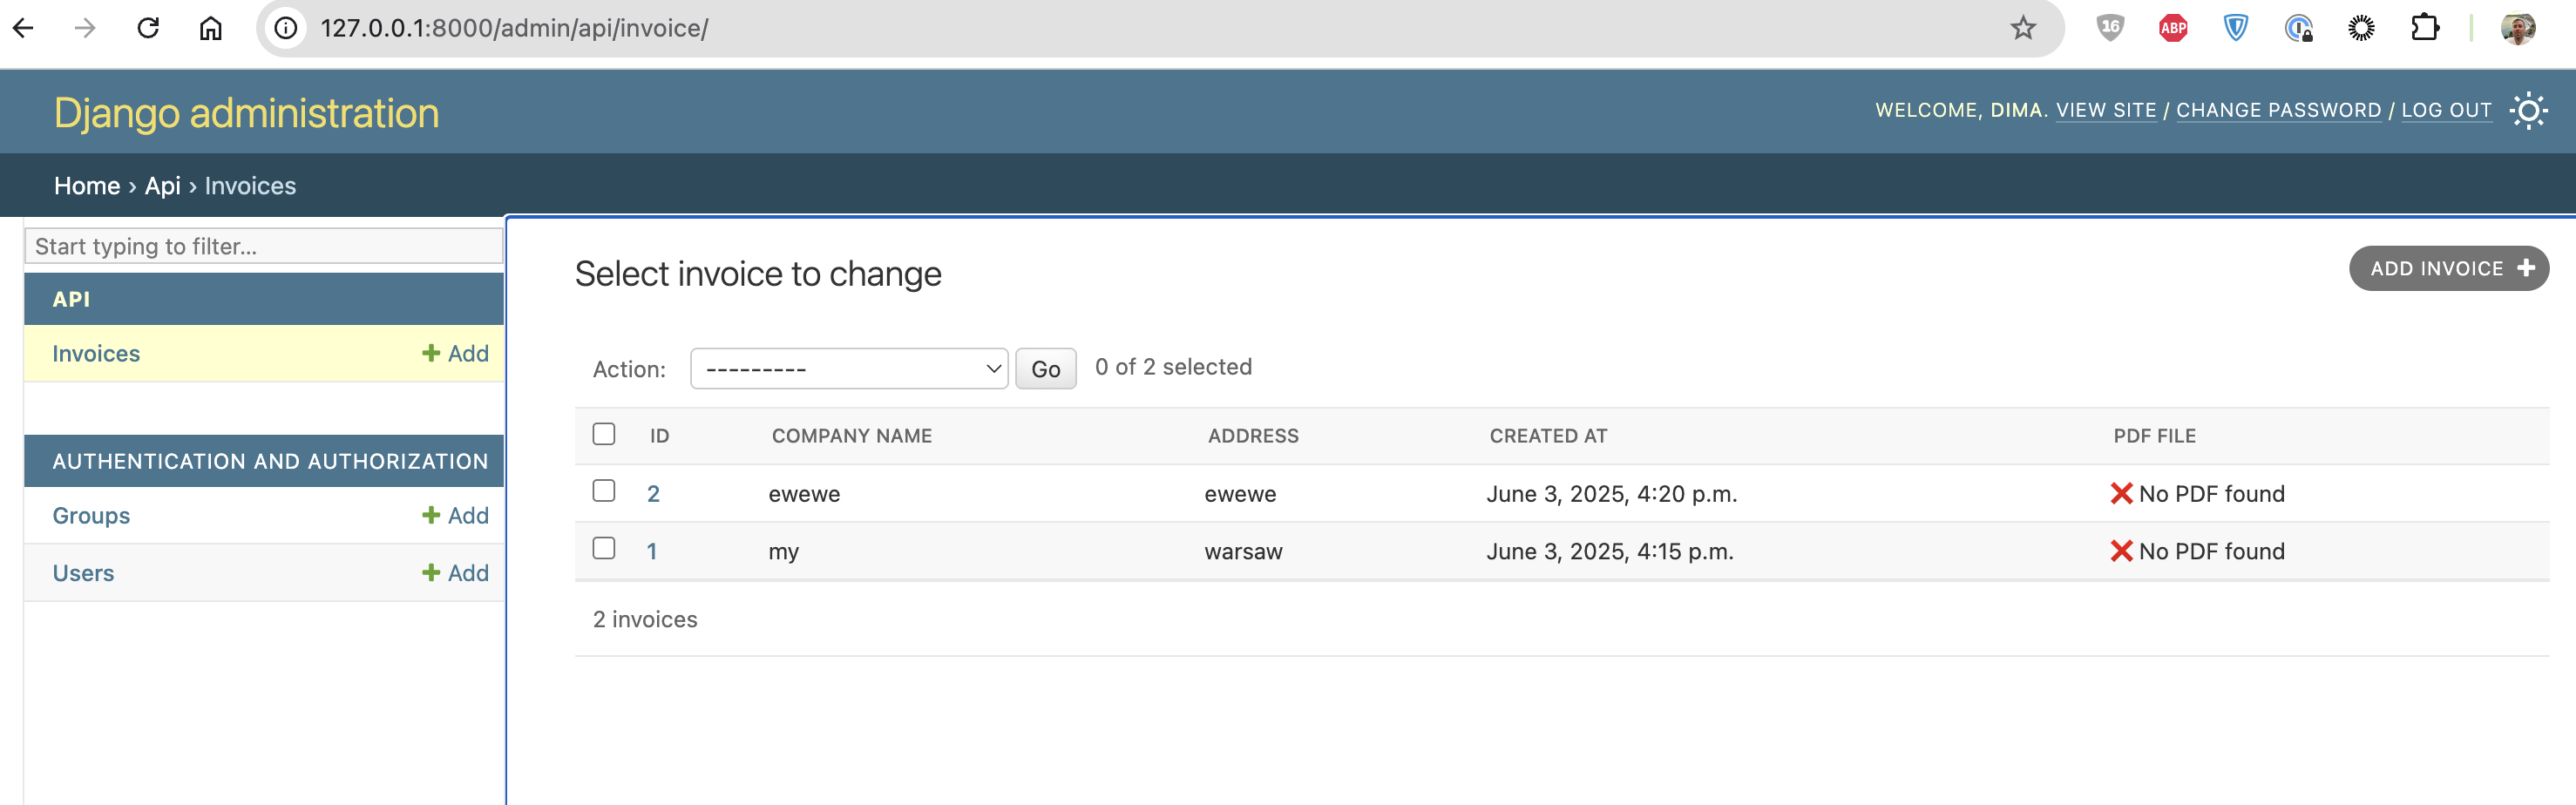 127.0.0.1:8000/admin/api/invoice/
16
ABP
Django administration
WELCOME, DIMA. VIEW SITE / CHANGE PASSWORD / LOG OUT
Home › Api › Invoices
Start typing to filter...
API
Invoices
Add
AUTHENTICATION AND AUTHORIZATION
Groups
Add
Users
Add
Select invoice to change
ADD INVOICE
Action:
---------
Go
0 of 2 selected
ID COMPANY NAME ADDRESS CREATED AT PDF FILE
2 ewewe ewewe June 3, 2025, 4:20 p.m. ❌ No PDF found
1 my warsaw June 3, 2025, 4:15 p.m. ❌ No PDF found
2 invoices